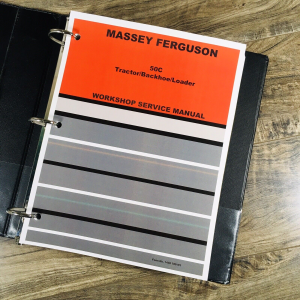 MASSEY FERGUSON
50C
Tractor/Backhoe/Loader
WORKSHOP SERVICE MANUAL